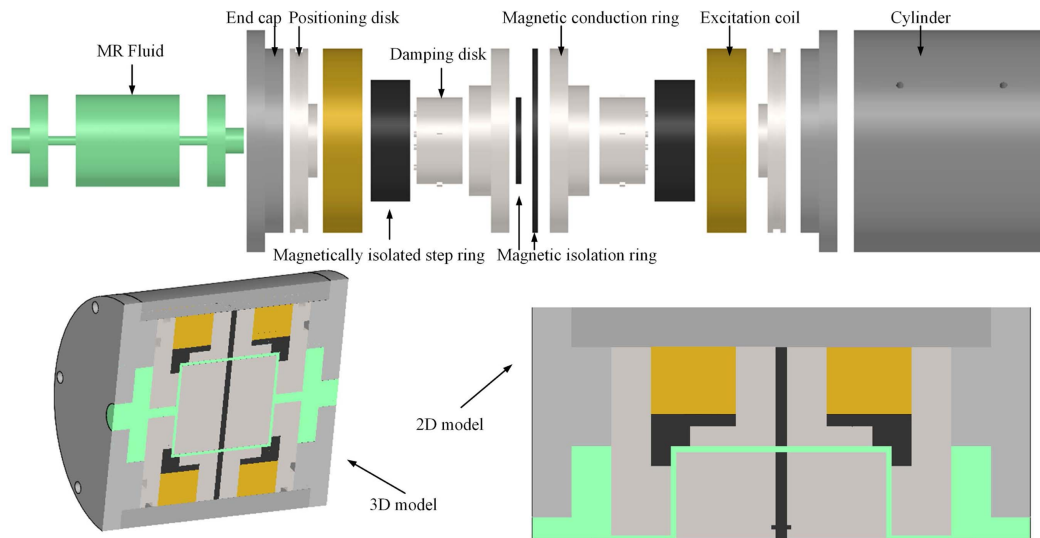 End cap
Positioning disk
Magnetic conduction ring
Excitation coil
Cylinder
MR Fluid
Damping disk
Magnetically isolated step ring
Magnetic isolation ring
2D model
3D model